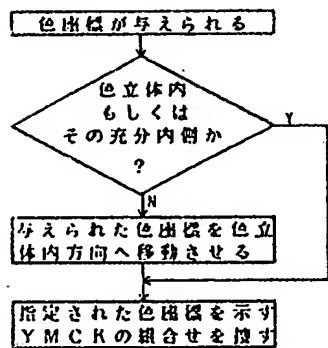 色座標が与えられる
色立体内
もしくは
その充分内側か
?
Y
N
与えられた色座標を色立
体内方向へ移動させる
指定された色座標を示す
YMCKの組合せを捜す